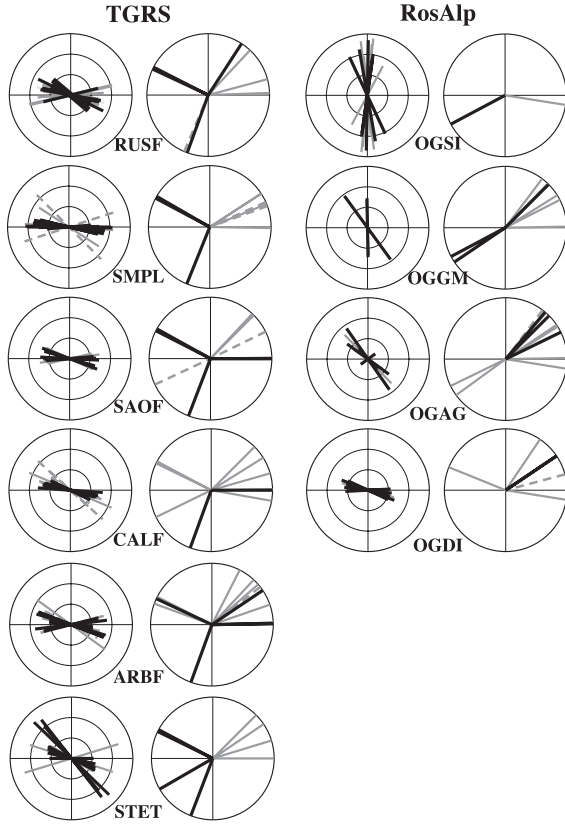 TGRS
RosAlp
RUSF
OGSI
SMPL
OGGM
SAOF
OGAG
CALF
OGDI
ARBF
STET